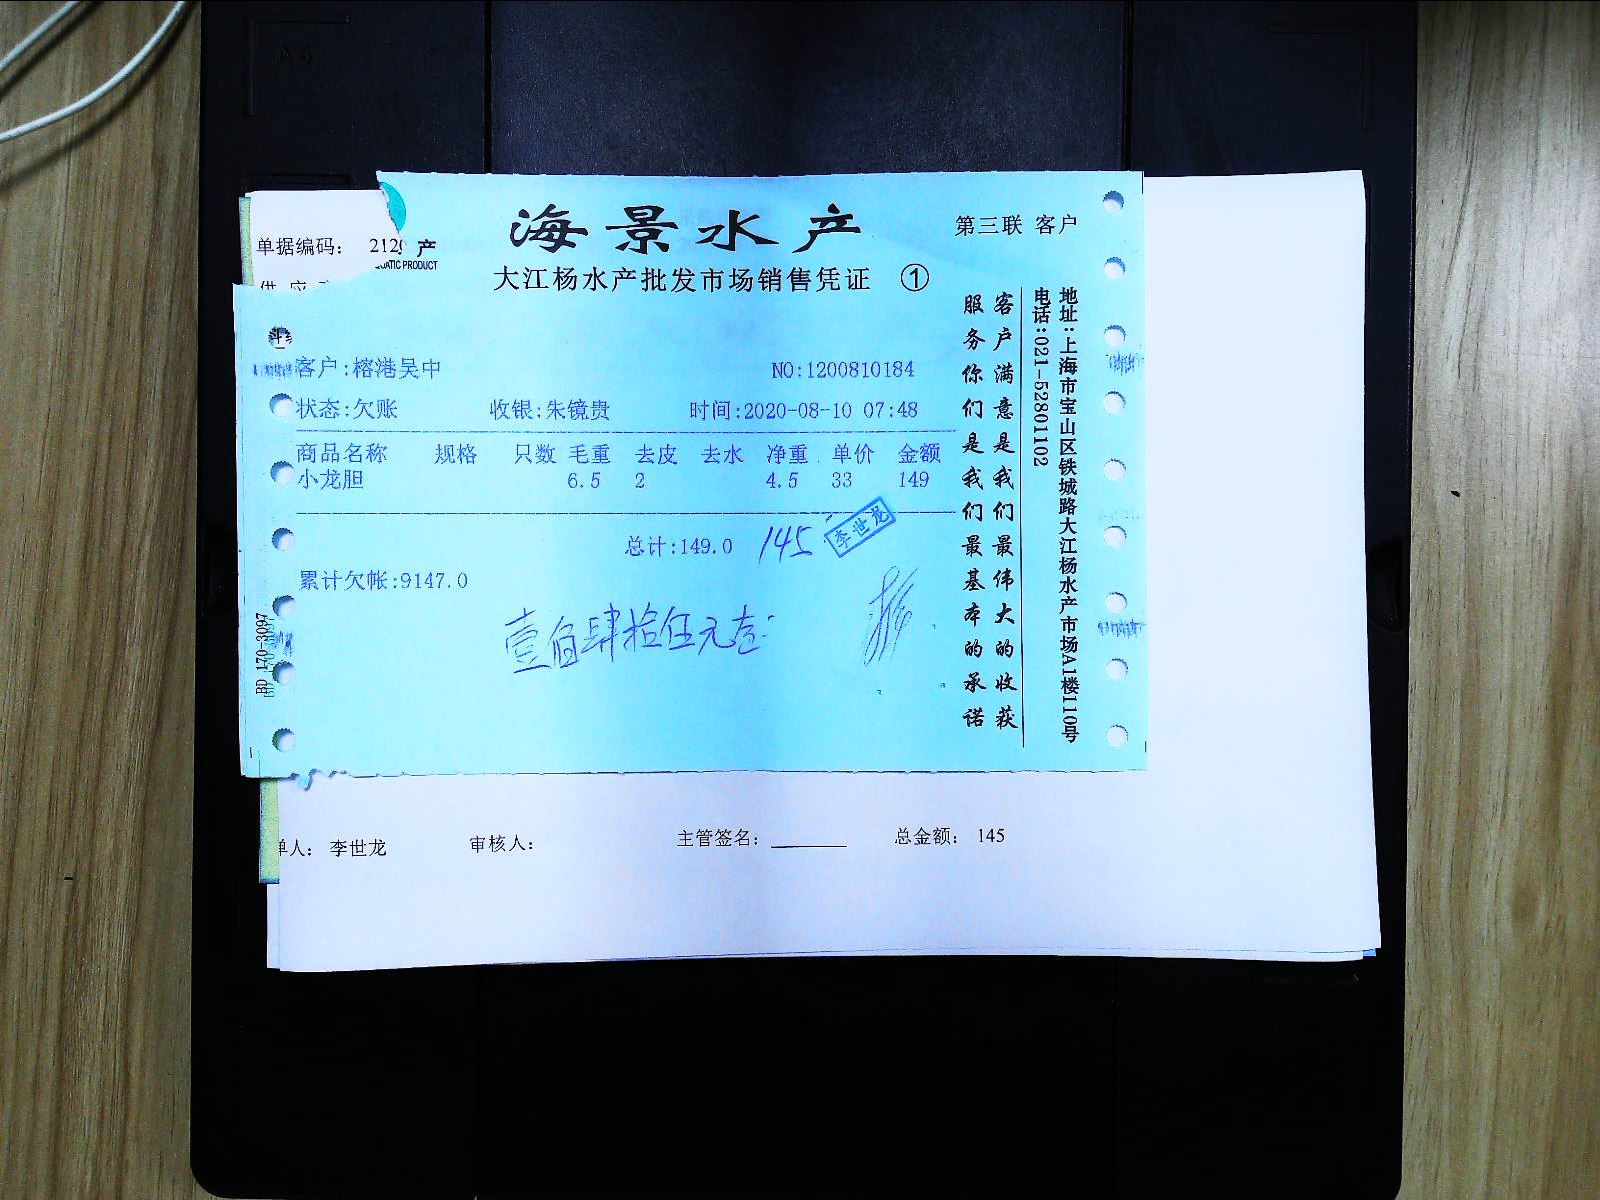 海景水产
第三联 客户
单据编码： 212
产
UATIC PRODUCT
大江杨水产批发市场销售凭证 ①
客户:榕港吴中
NO:1200810184
状态:欠账 收银:朱镜贵 时间:2020-08-10 07:48
商品名称 规格 只数 毛重 去皮 去水 净重 单价 金额
小龙胆 6.5 2 4.5 33 149
总计:149.0 145 李世龙
累计欠帐:9147.0
壹佰肆拾伍元
BD 170-3097
客户满意是我们最伟大的收获
服务你们是我们最基本的承诺
地址:上海市宝山区铁城路大江杨水产市场A1楼110号
电话:021-52801102
单人： 李世龙 审核人： 主管签名： 总金额： 145